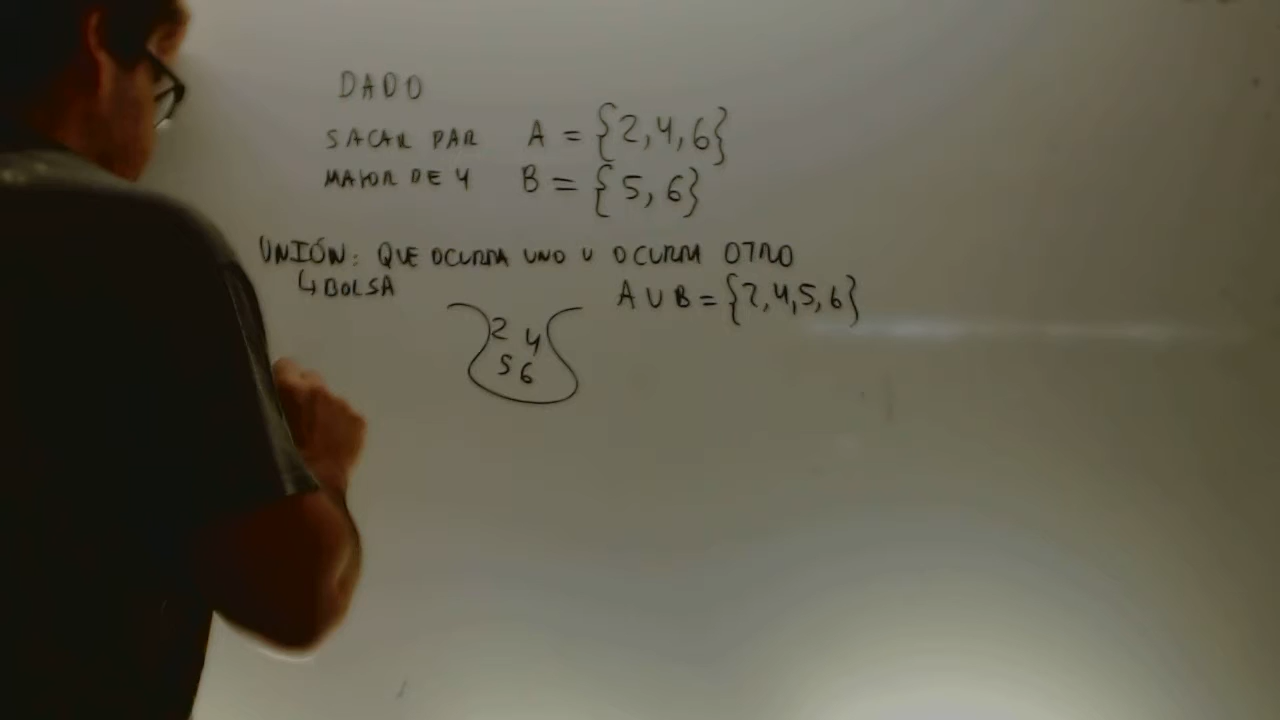 DADO
SACAR PAR A = {2,4,6}
MAYOR DE 4 B = {5,6}
UNIÓN: QUE OCURRA UNO U OCURRA OTRO
↳ BOLSA A ∪ B = {2,4,5,6}
2 4
5 6